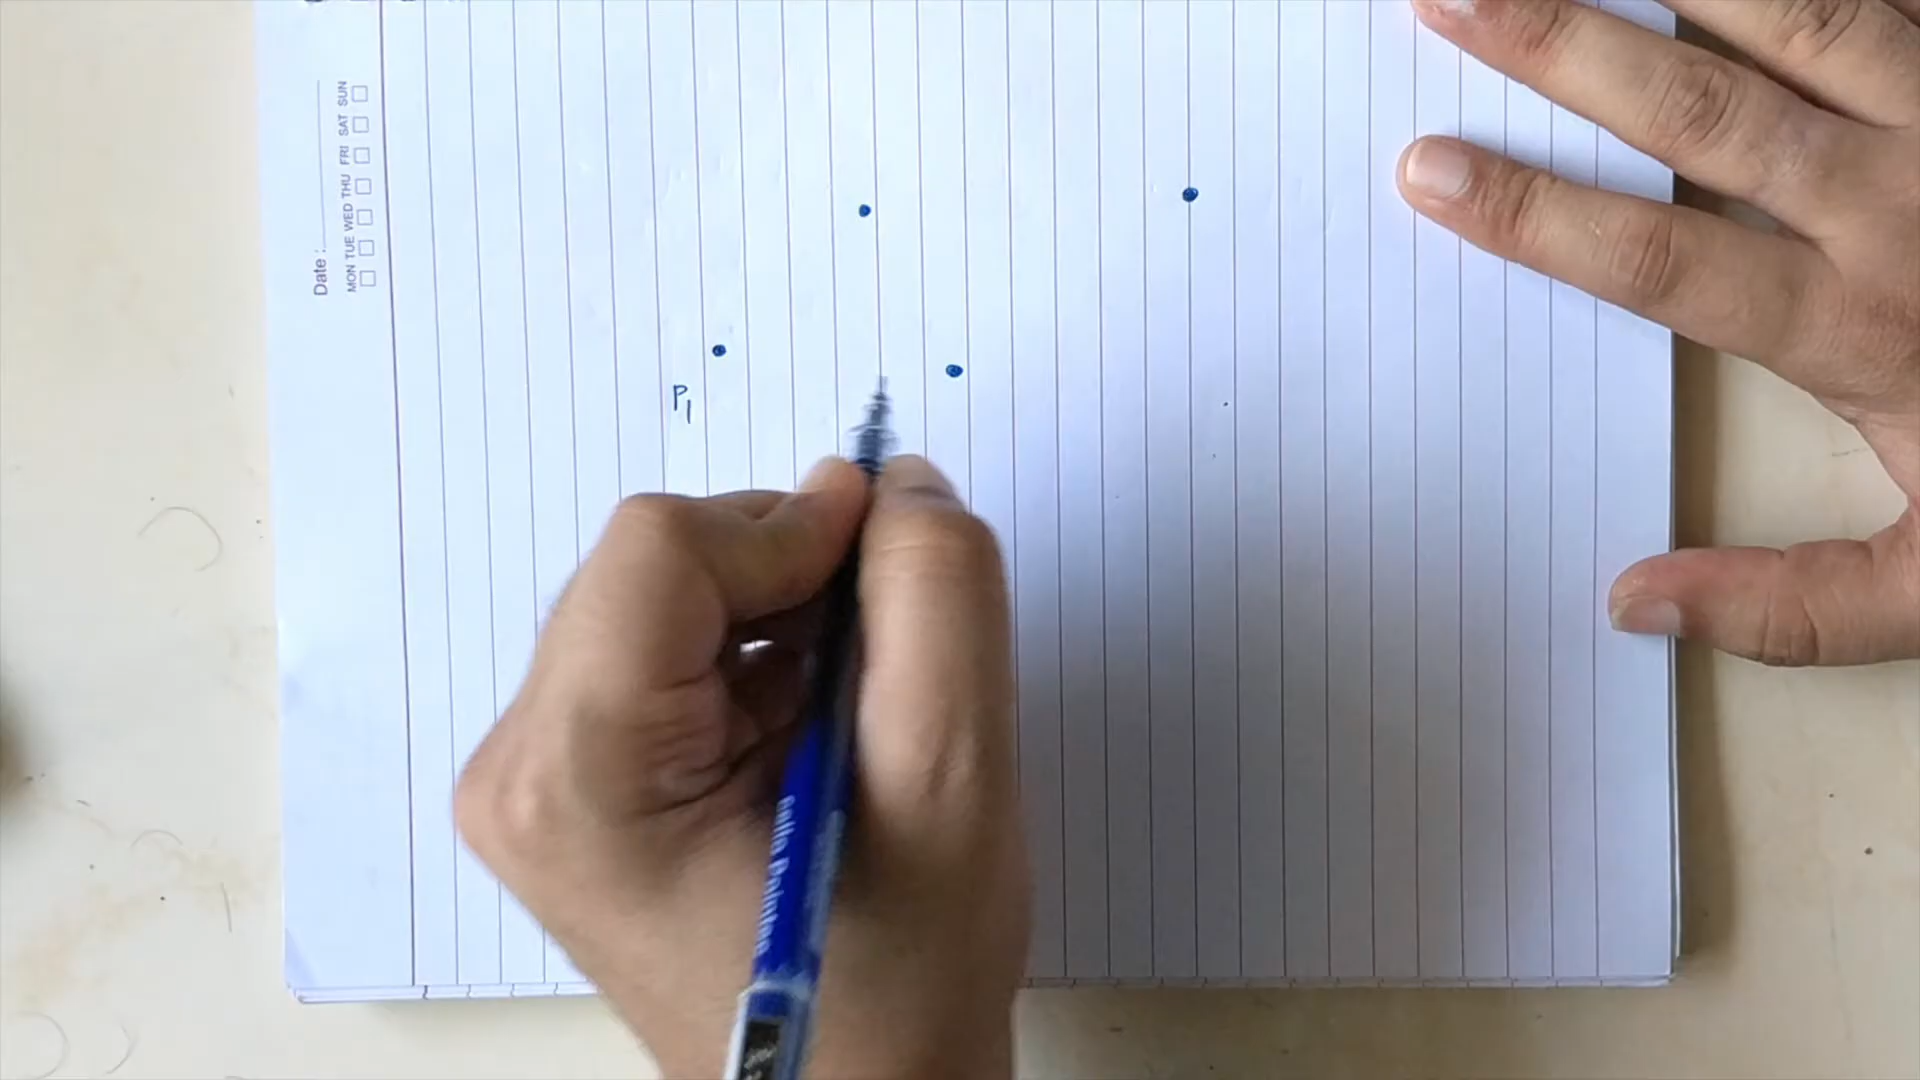 Date :
MON TUE WED THU FRI SAT SUN
P1